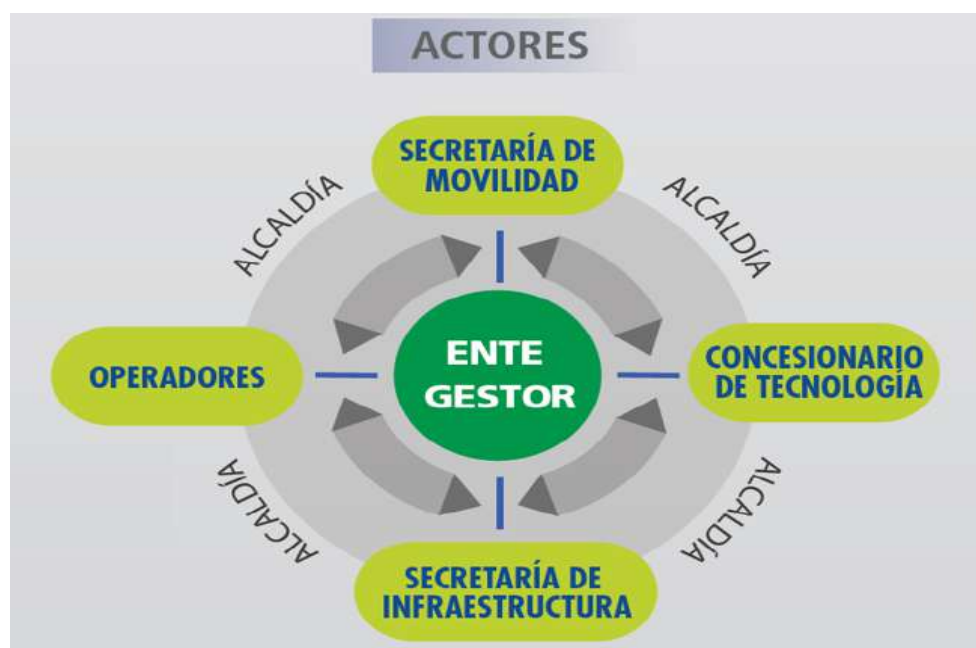 ACTORES
SECRETARÍA DE
MOVILIDAD
ALCALDÍA
ALCALDÍA
OPERADORES
ENTE
GESTOR
CONCESIONARIO
DE TECNOLOGÍA
ALCALDÍA
ALCALDÍA
SECRETARÍA DE
INFRAESTRUCTURA